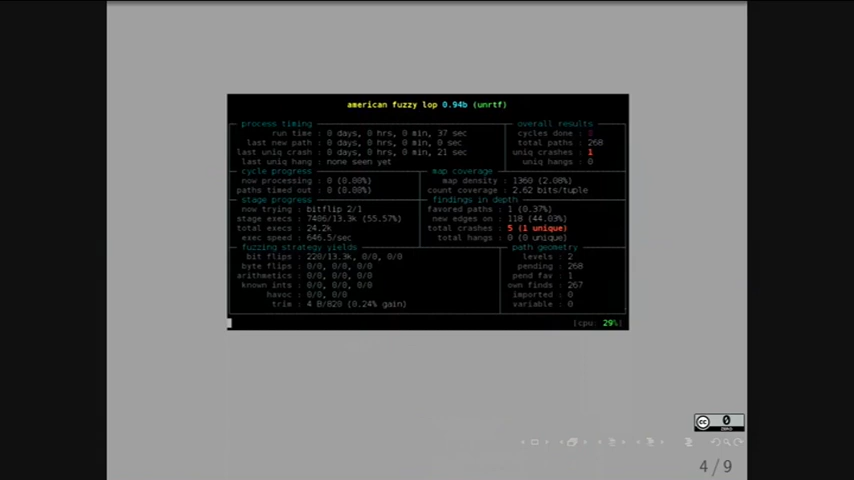 american fuzzy lop 0.94b (unrtf)
process timing
run time : 0 days, 0 hrs, 0 min, 37 sec
last new path : 0 days, 0 hrs, 0 min, 0 sec
last uniq crash : 0 days, 0 hrs, 0 min, 21 sec
last uniq hang : none seen yet
overall results
cycles done : 0
total paths : 268
uniq crashes : 1
uniq hangs : 0
cycle progress
now processing : 0 (0.00%)
paths timed out : 0 (0.00%)
map coverage
map density : 1360 (2.08%)
count coverage : 2.62 bits/tuple
stage progress
now trying : bitflip 2/1
stage execs : 7406/13.3k (55.57%)
total execs : 24.2k
exec speed : 646.5/sec
findings in depth
favored paths : 1 (0.37%)
new edges on : 118 (44.03%)
total crashes : 5 (1 unique)
total hangs : 0 (0 unique)
fuzzing strategy yields
bit flips : 220/13.3k, 0/0, 0/0
byte flips : 0/0, 0/0, 0/0
arithmetics : 0/0, 0/0, 0/0
known ints : 0/0, 0/0, 0/0
havoc : 0/0, 0/0
trim : 4 B/820 (0.24% gain)
path geometry
levels : 2
pending : 268
pend fav : 1
own finds : 267
imported : 0
variable : 0
[cpu: 29%]
cc 0
ZERO
4 / 9